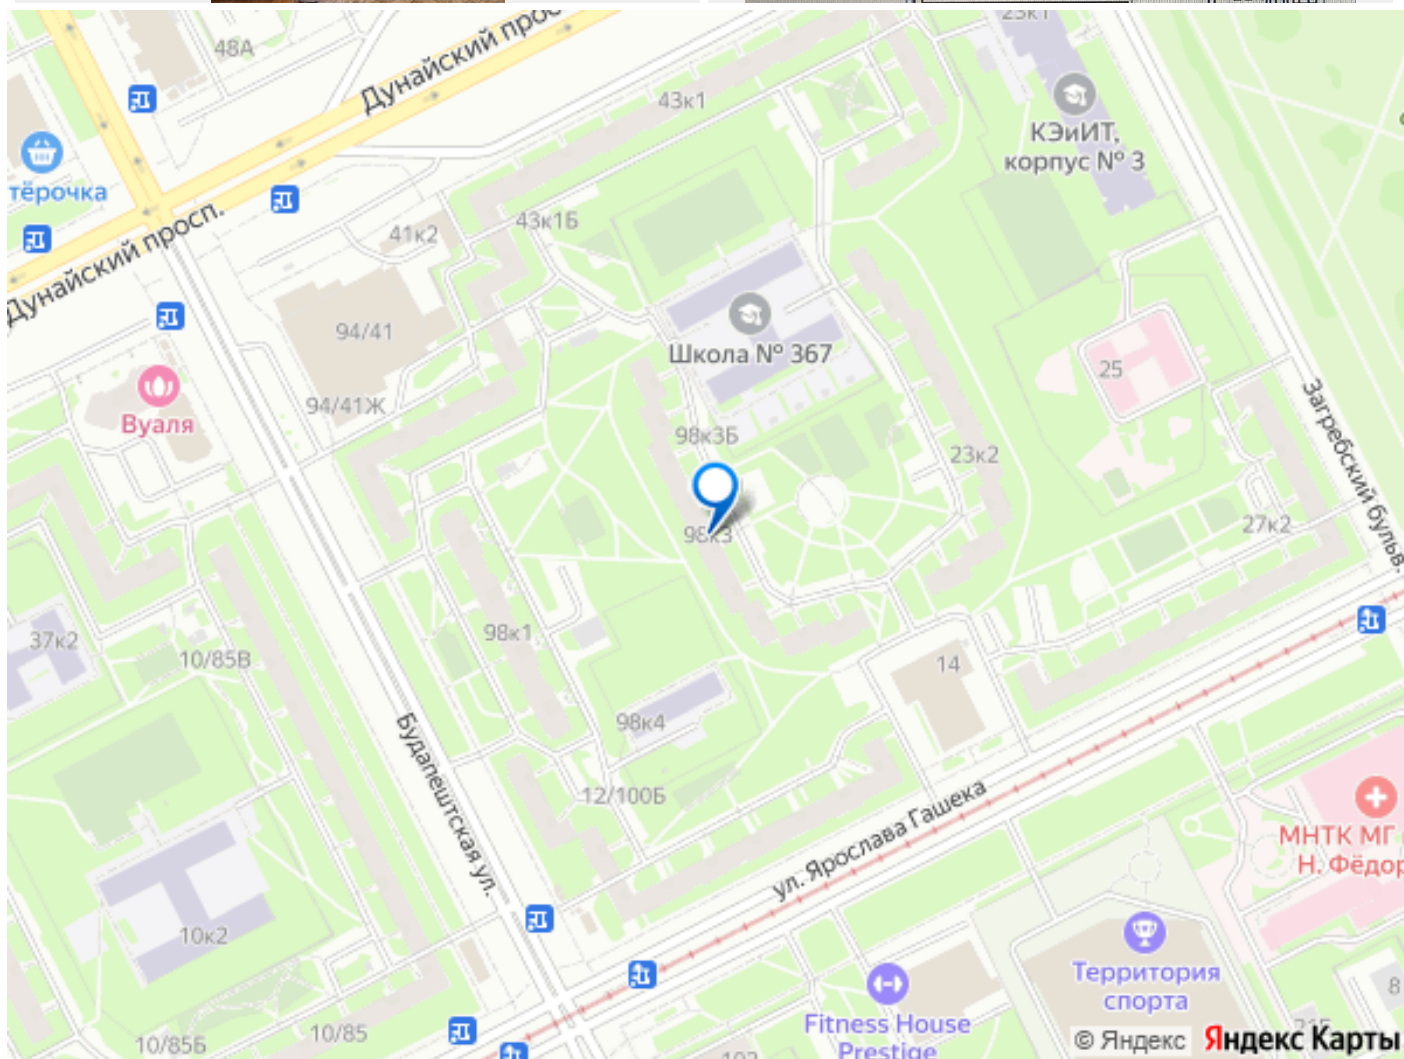 48А
Дунайский прос
43к1
23к1
КЭиИТ,
корпус № 3
тёрочка
Дунайский просп.
41к2
43к1Б
94/41
Школа № 367
25
Вуаля
94/41Ж
98к3Б
23к2
Загребский бульв.
98к3
27к2
37к2
10/85В
98к1
14
98к4
12/100Б
Будапештская ул.
ул. Ярослава Гашека
МНТК МГ
Н. Фёдор
10к2
Территория
спорта
8
Fitness House
Prestige
10/85
10/85Б
© Яндекс Яндекс Карты